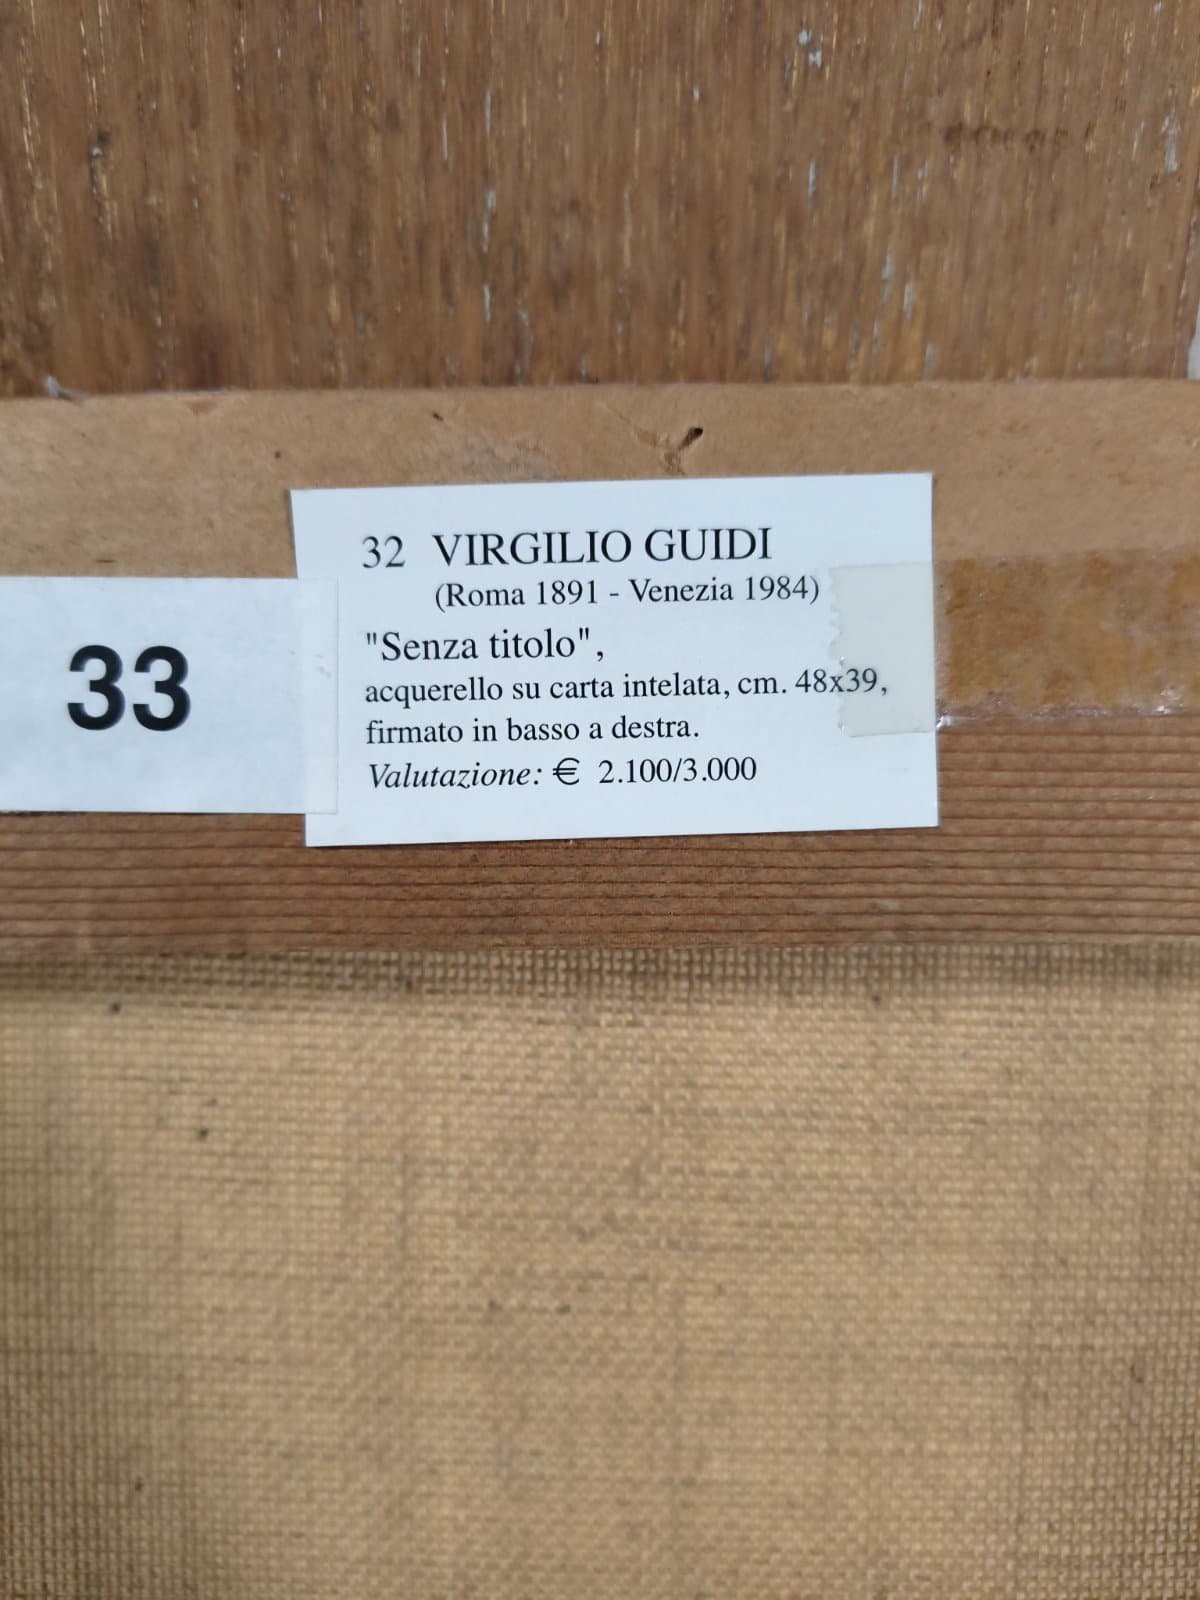 32 VIRGILIO GUIDI
(Roma 1891 - Venezia 1984)
"Senza titolo",
acquerello su carta intelata, cm. 48x39,
firmato in basso a destra.
Valutazione: € 2.100/3.000
33